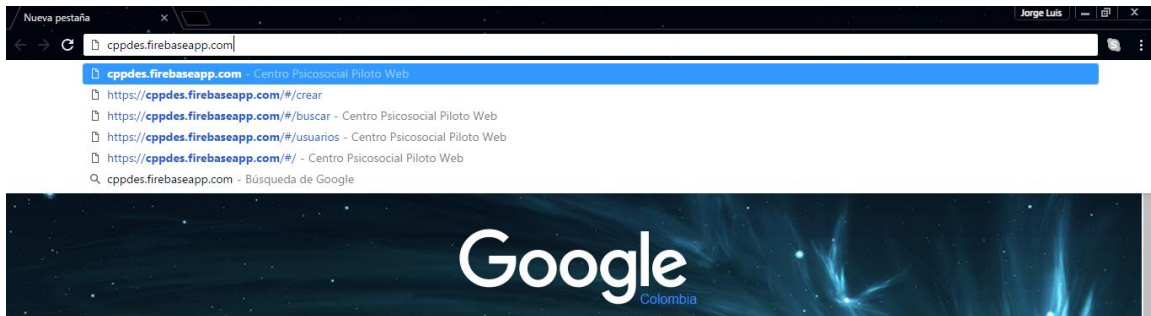 Nueva pestaña
Jorge Luis
cppdes.firebaseapp.com
cppdes.firebaseapp.com - Centro Psicosocial Piloto Web
https://cppdes.firebaseapp.com/#/crear
https://cppdes.firebaseapp.com/#/buscar - Centro Psicosocial Piloto Web
https://cppdes.firebaseapp.com/#/usuarios - Centro Psicosocial Piloto Web
https://cppdes.firebaseapp.com/#/ - Centro Psicosocial Piloto Web
cppdes.firebaseapp.com - Búsqueda de Google
Google
Colombia